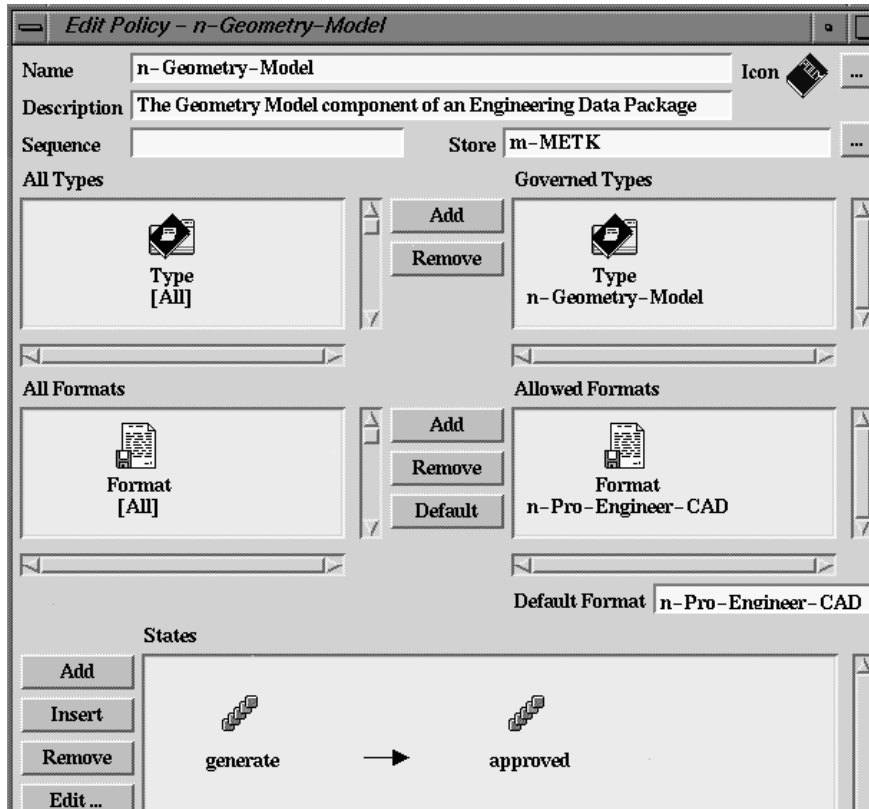 Edit Policy - n-Geometry-Model
Name n-Geometry-Model Icon ...
Description The Geometry Model component of an Engineering Data Package
Sequence Store m-METK ...
All Types Governed Types
Add
Remove
Type
[All]
Type
n-Geometry-Model
All Formats Allowed Formats
Add
Remove
Default
Format
[All]
Format
n-Pro-Engineer-CAD
Default Format n-Pro-Engineer-CAD
States
Add
Insert
Remove
Edit ...
generate approved